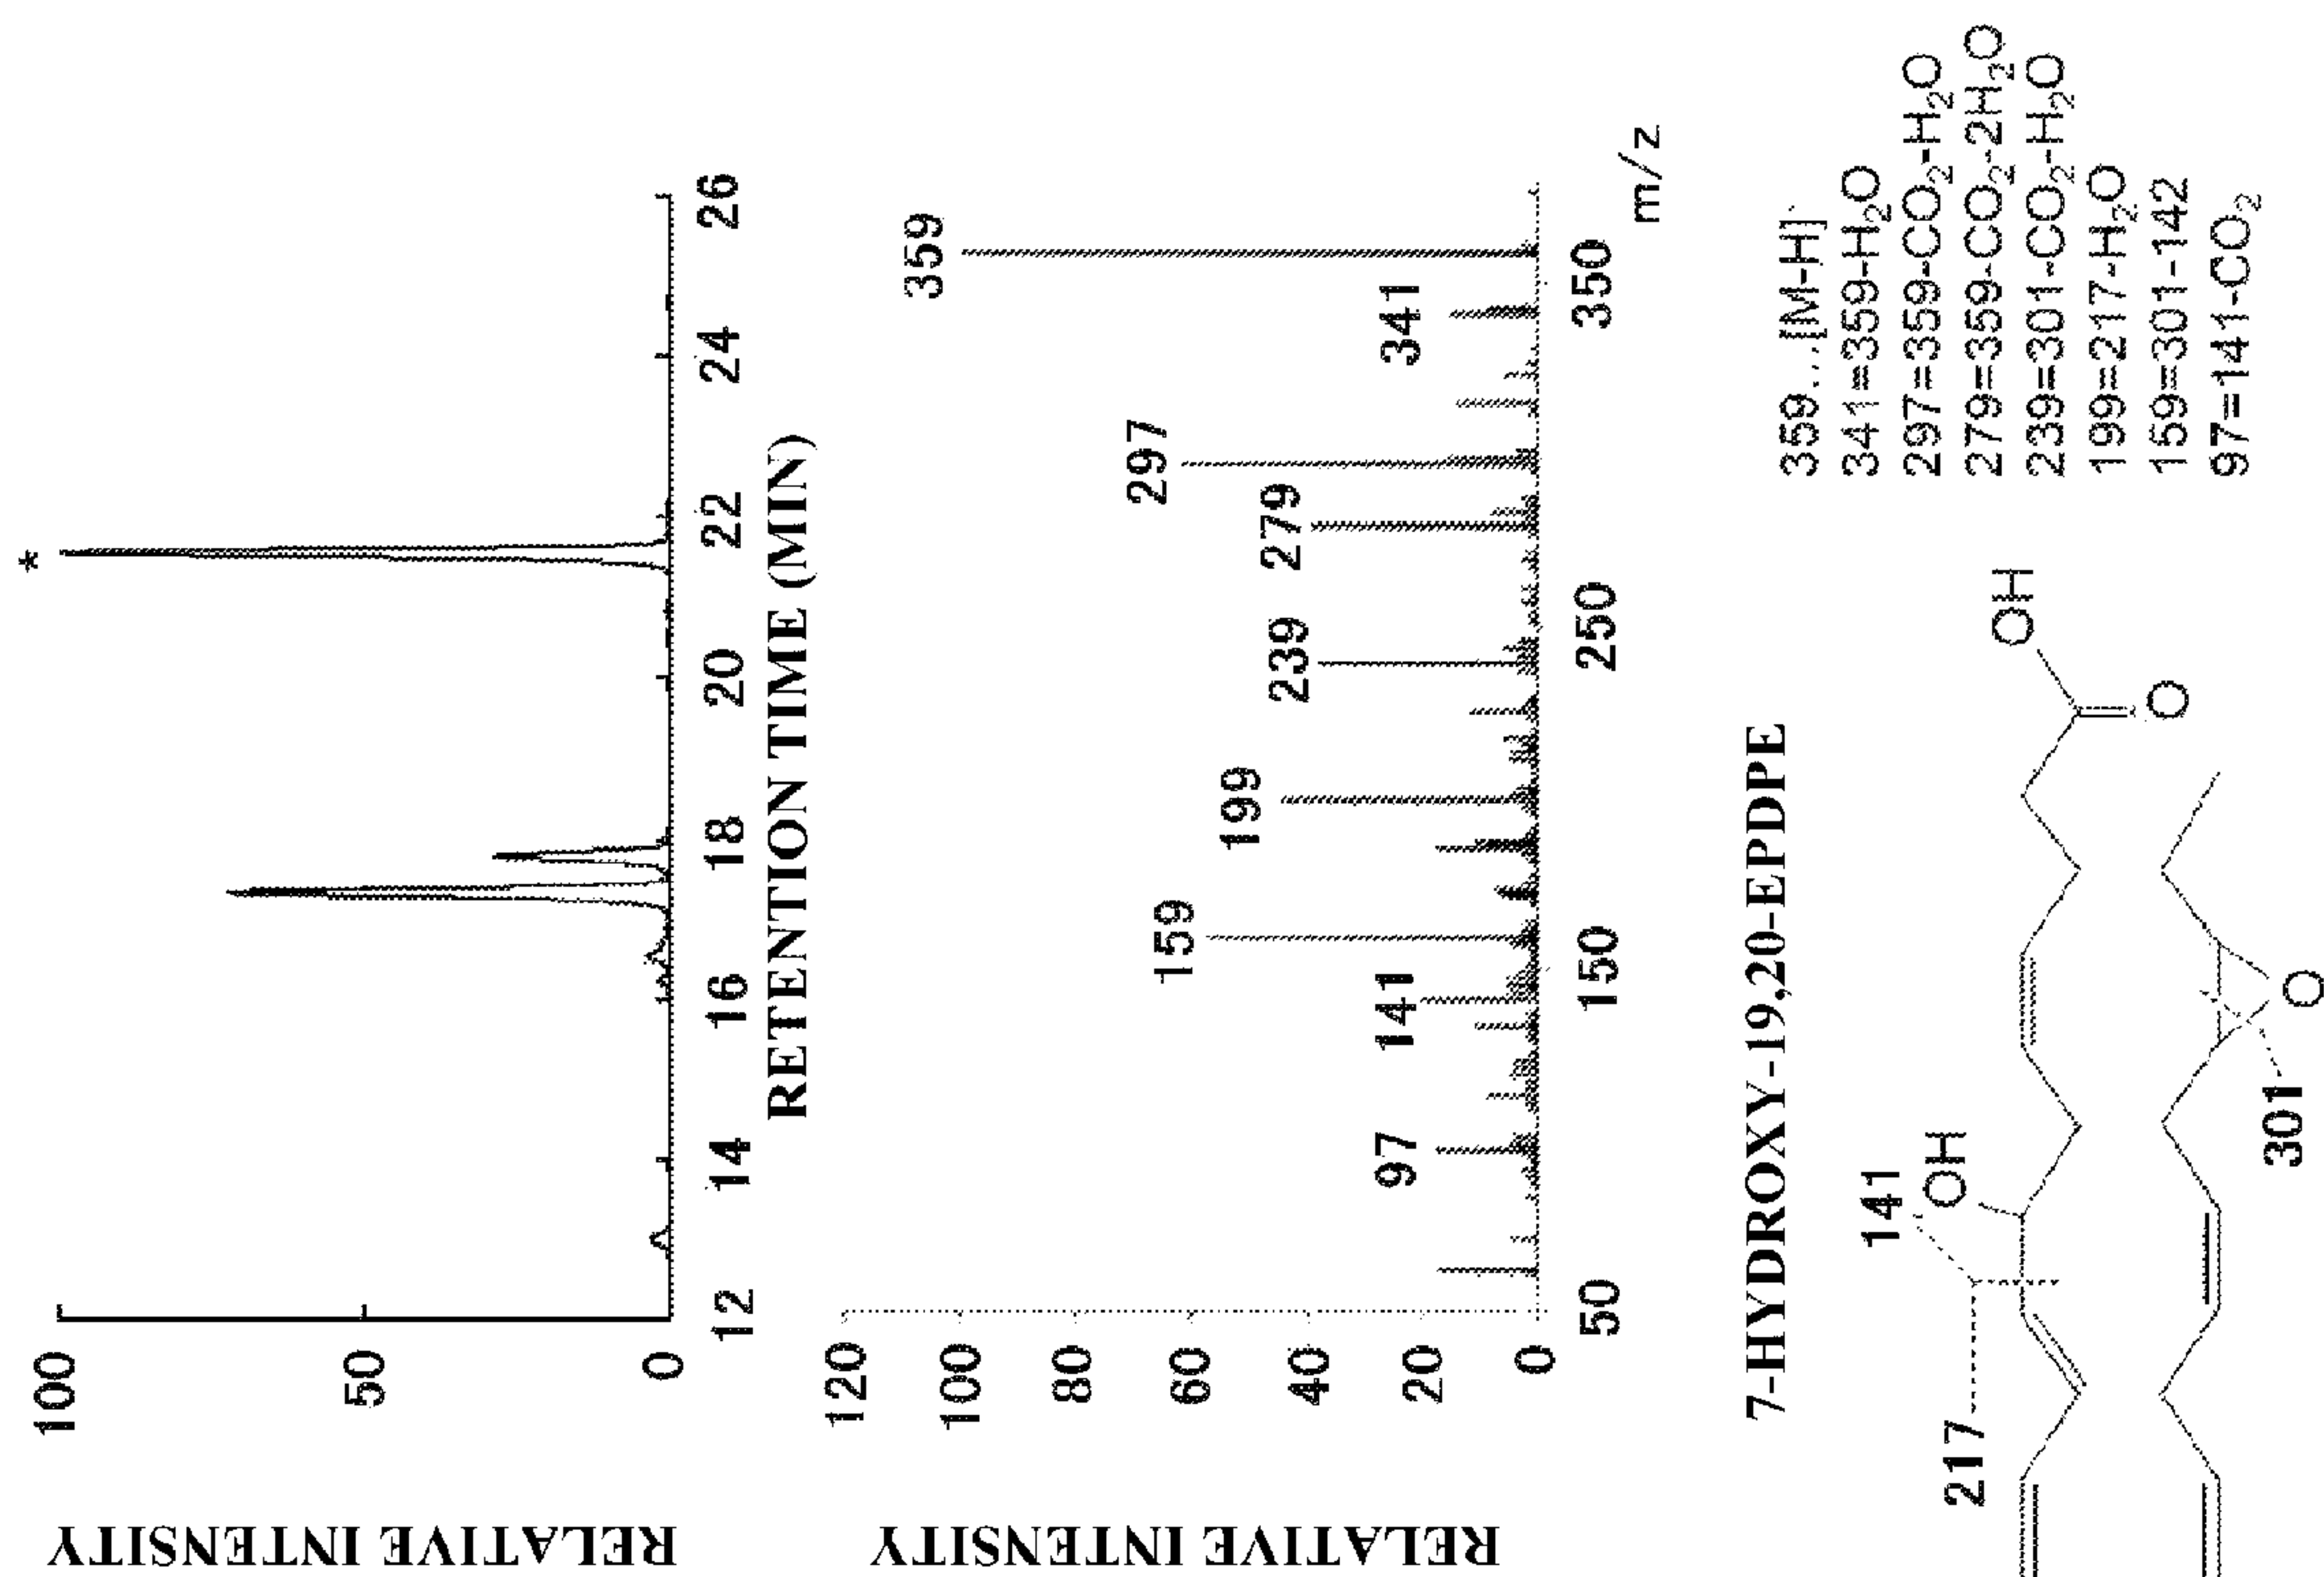 *
100
50
0
RELATIVE INTENSITY
12
14
16
18
20
22
24
26
RETENTION TIME (MIN)
120
100
80
60
40
20
0
RELATIVE INTENSITY
97
141
159
199
239
279
297
341
359
50
150
250
350
m/z
7-HYDROXY-19,20-EPDPE
141
OH
217
OH
O
O
301
359...[M-H]-
341=359-H2O
297=359-CO2-H2O
279=359-CO2-2H2O
239=301-CO2-H2O
199=217-H2O
159=301-142
97=141-CO2